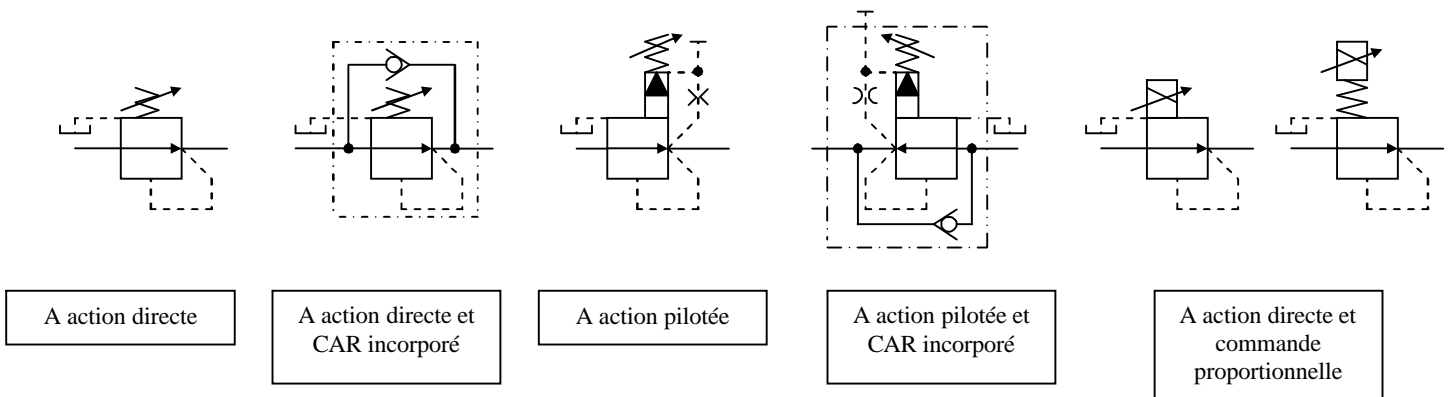 A action directe
A action directe et
CAR incorporé
A action pilotée
A action pilotée et
CAR incorporé
A action directe et
commande
proportionnelle